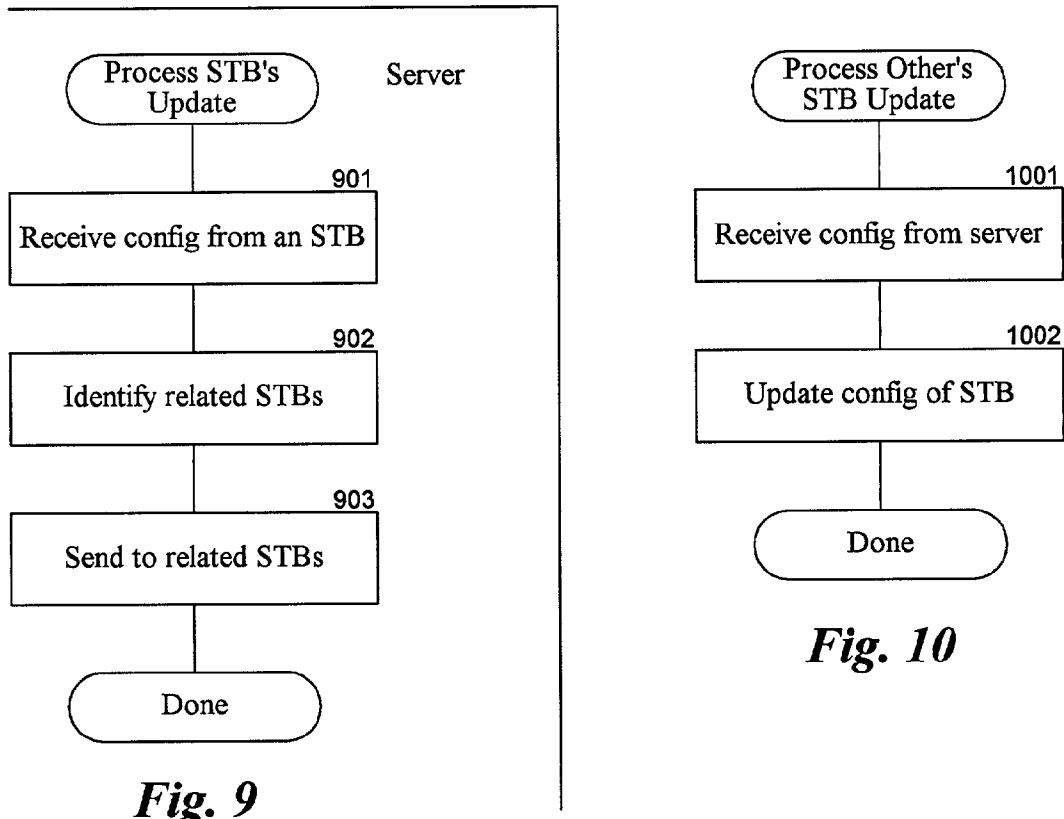 Process STB's
Update
Server
901
Receive config from an STB
902
Identify related STBs
903
Send to related STBs
Done
Fig. 9
Process Other's
STB Update
1001
Receive config from server
1002
Update config of STB
Done
Fig. 10